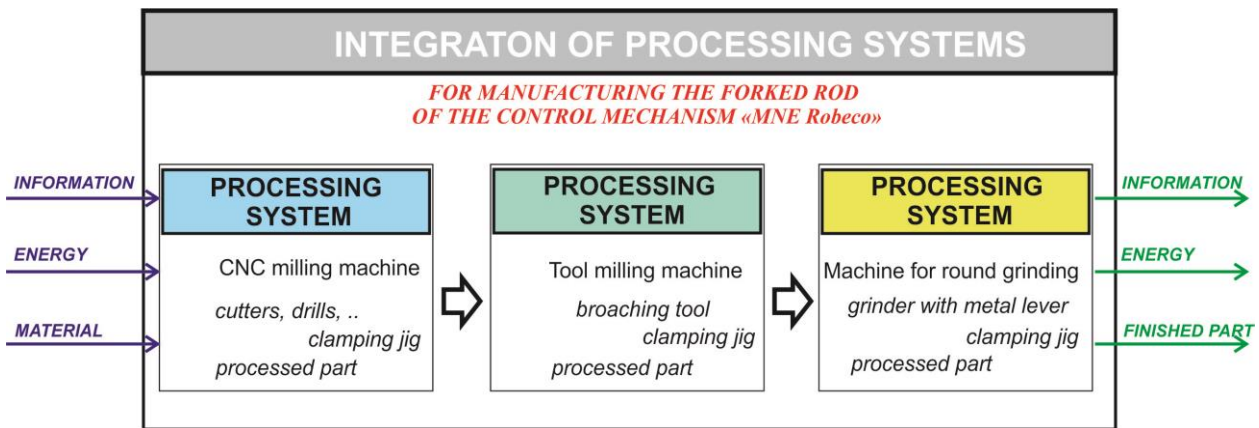 INTEGRATON OF PROCESSING SYSTEMS
FOR MANUFACTURING THE FORKED ROD
OF THE CONTROL MECHANISM «MNE Robeco»
INFORMATION
ENERGY
MATERIAL
PROCESSING
SYSTEM
CNC milling machine
cutters, drills, ..
clamping jig
processed part
PROCESSING
SYSTEM
Tool milling machine
broaching tool
clamping jig
processed part
PROCESSING
SYSTEM
Machine for round grinding
grinder with metal lever
clamping jig
processed part
INFORMATION
ENERGY
FINISHED PART